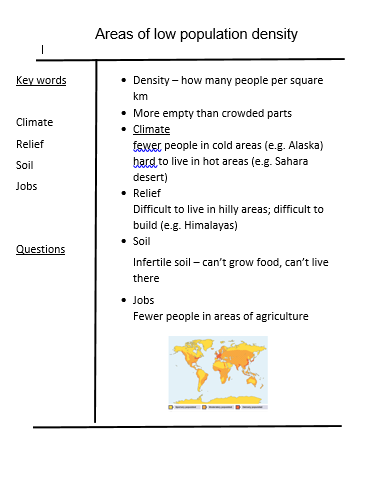 Areas of low population density
Key words
Climate
Relief
Soil
Jobs
Questions
• Density – how many people per square
km
• More empty than crowded parts
• Climate
fewer people in cold areas (e.g. Alaska)
hard to live in hot areas (e.g. Sahara
desert)
• Relief
Difficult to live in hilly areas; difficult to
build (e.g. Himalayas)
• Soil
Infertile soil – can’t grow food, can’t live
there
• Jobs
Fewer people in areas of agriculture